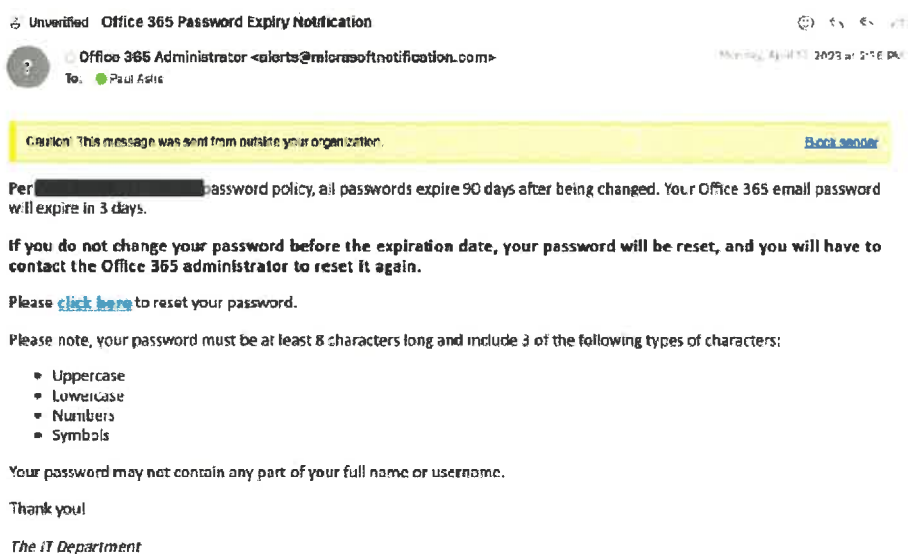 Unverified Office 365 Password Expiry Notification
Office 365 Administrator <alerts@microsoftnotification.com>
2023 at 2:36 PM
To: Paul
Caution! This message was sent from outside your organization.
Block sender
Per password policy, all passwords expire 90 days after being changed. Your Office 365 email password
will expire in 3 days.
If you do not change your password before the expiration date, your password will be reset, and you will have to
contact the Office 365 administrator to reset it again.
Please click here to reset your password.
Please note, your password must be at least 8 characters long and include 3 of the following types of characters:
• Uppercase
• Lowercase
• Numbers
• Symbols
Your password may not contain any part of your full name or username.
Thank you!
The IT Department